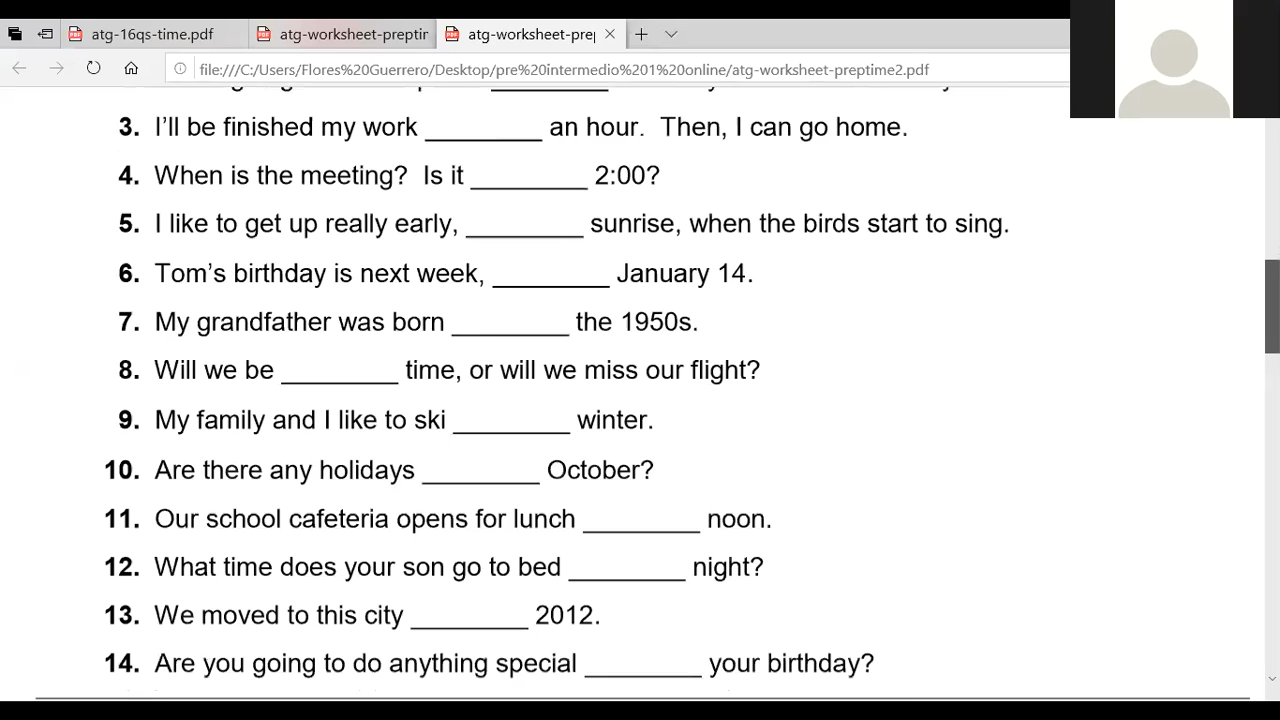 atg-16qs-time.pdf
atg-worksheet-preptin
atg-worksheet-prep
file:///C:/Users/Flores%20Guerrero/Desktop/pre%20intermedio%201%20online/atg-worksheet-preptime2.pdf
3. I'll be finished my work ________ an hour. Then, I can go home.
4. When is the meeting? Is it ________ 2:00?
5. I like to get up really early, ________ sunrise, when the birds start to sing.
6. Tom's birthday is next week, ________ January 14.
7. My grandfather was born ________ the 1950s.
8. Will we be ________ time, or will we miss our flight?
9. My family and I like to ski ________ winter.
10. Are there any holidays ________ October?
11. Our school cafeteria opens for lunch ________ noon.
12. What time does your son go to bed ________ night?
13. We moved to this city ________ 2012.
14. Are you going to do anything special ________ your birthday?